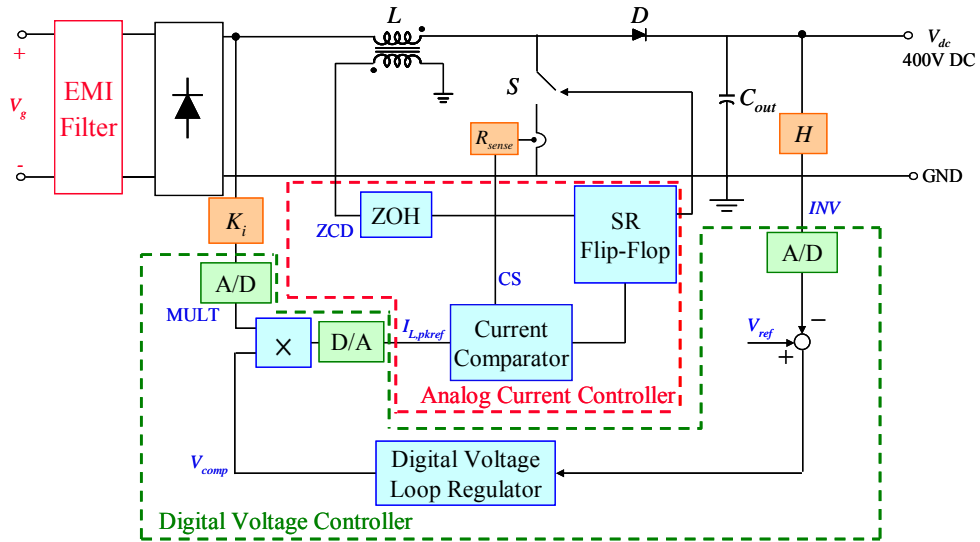 L
D
V_dc
400V DC
+
V_g
-
EMI
Filter
S
C_out
R_sense
H
GND
K_i
ZCD
ZOH
SR
Flip-Flop
INV
A/D
A/D
MULT
CS
×
D/A
I_L,pkref
Current
Comparator
V_ref
−
+
Analog Current Controller
V_comp
Digital Voltage
Loop Regulator
Digital Voltage Controller